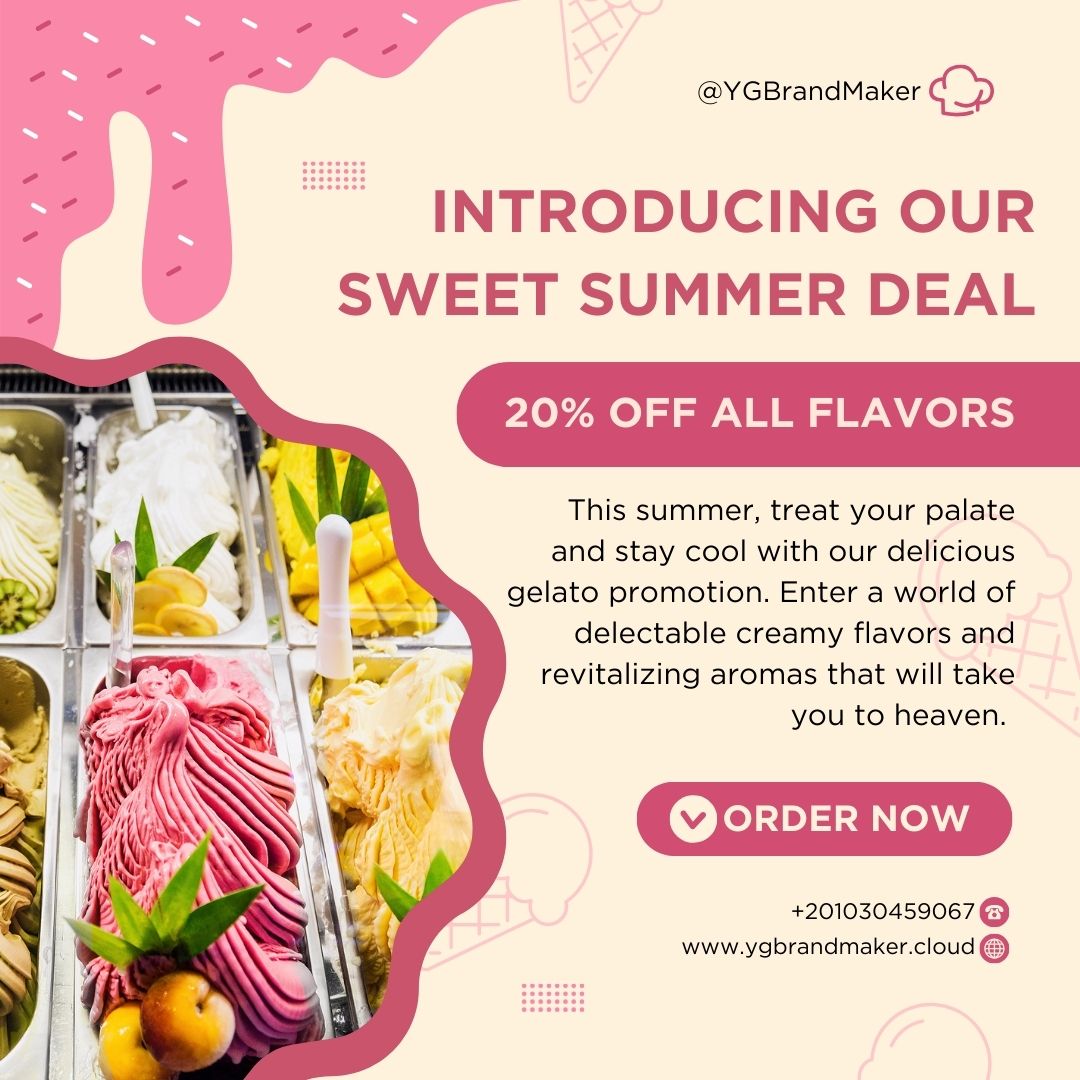 @YGBrandMaker
INTRODUCING OUR
SWEET SUMMER DEAL
20% OFF ALL FLAVORS
This summer, treat your palate
and stay cool with our delicious
gelato promotion. Enter a world of
delectable creamy flavors and
revitalizing aromas that will take
you to heaven.
ORDER NOW
+201030459067
www.ygbrandmaker.cloud